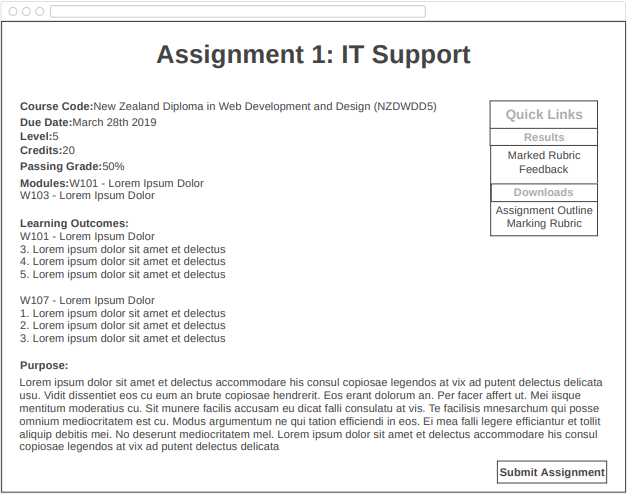 Assignment 1: IT Support
Course Code:New Zealand Diploma in Web Development and Design (NZDWDD5)
Due Date:March 28th 2019
Level:5
Credits:20
Passing Grade:50%
Modules:W101 - Lorem Ipsum Dolor
W103 - Lorem Ipsum Dolor
Learning Outcomes:
W101 - Lorem Ipsum Dolor
3. Lorem ipsum dolor sit amet et delectus
4. Lorem ipsum dolor sit amet et delectus
5. Lorem ipsum dolor sit amet et delectus
W107 - Lorem Ipsum Dolor
1. Lorem ipsum dolor sit amet et delectus
2. Lorem ipsum dolor sit amet et delectus
3. Lorem ipsum dolor sit amet et delectus
Purpose:
Lorem ipsum dolor sit amet et delectus accommodare his consul copiosae legendos at vix ad putent delectus delicata
usu. Vidit dissentiet eos cu eum an brute copiosae hendrerit. Eos erant dolorum an. Per facer affert ut. Mei iisque
mentitum moderatius cu. Sit munere facilis accusam eu dicat falli consulatu at vis. Te facilisis mnesarchum qui posse
omnium mediocritatem est cu. Modus argumentum ne qui tation efficiendi in eos. Ei mea falli legere efficiantur et tollit
aliquip debitis mei. No deserunt mediocritatem mel. Lorem ipsum dolor sit amet et delectus accommodare his consul
copiosae legendos at vix ad putent delectus delicata
Quick Links
Results
Marked Rubric
Feedback
Downloads
Assignment Outline
Marking Rubric
Submit Assignment